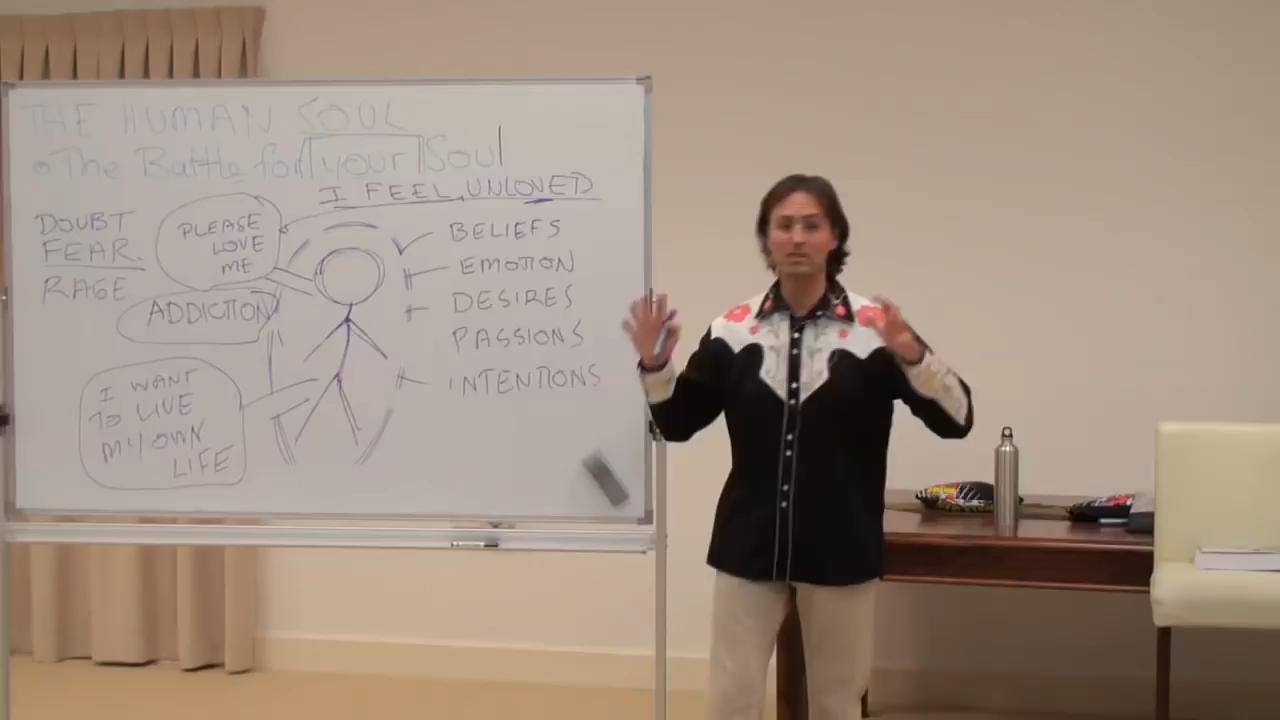 THE HUMAN SOUL
The Battle for your Soul
I FEEL UNLOVED
DOUBT
FEAR.
RAGE
PLEASE
LOVE
ME
ADDICTION
I WANT
TO LIVE
MY OWN
LIFE
BELIEFS
EMOTION
DESIRES
PASSIONS
INTENTIONS